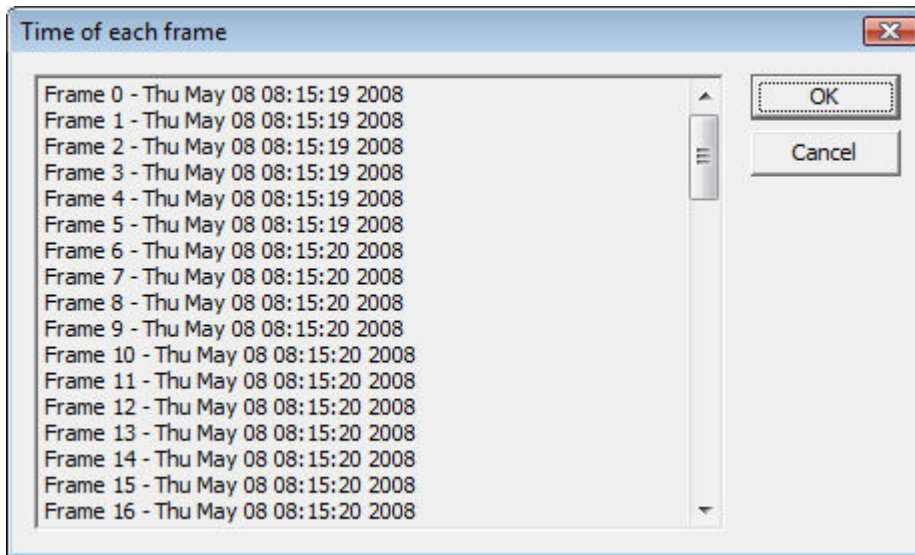 Time of each frame
Frame 0 - Thu May 08 08:15:19 2008
Frame 1 - Thu May 08 08:15:19 2008
Frame 2 - Thu May 08 08:15:19 2008
Frame 3 - Thu May 08 08:15:19 2008
Frame 4 - Thu May 08 08:15:19 2008
Frame 5 - Thu May 08 08:15:19 2008
Frame 6 - Thu May 08 08:15:20 2008
Frame 7 - Thu May 08 08:15:20 2008
Frame 8 - Thu May 08 08:15:20 2008
Frame 9 - Thu May 08 08:15:20 2008
Frame 10 - Thu May 08 08:15:20 2008
Frame 11 - Thu May 08 08:15:20 2008
Frame 12 - Thu May 08 08:15:20 2008
Frame 13 - Thu May 08 08:15:20 2008
Frame 14 - Thu May 08 08:15:20 2008
Frame 15 - Thu May 08 08:15:20 2008
Frame 16 - Thu May 08 08:15:20 2008
OK
Cancel